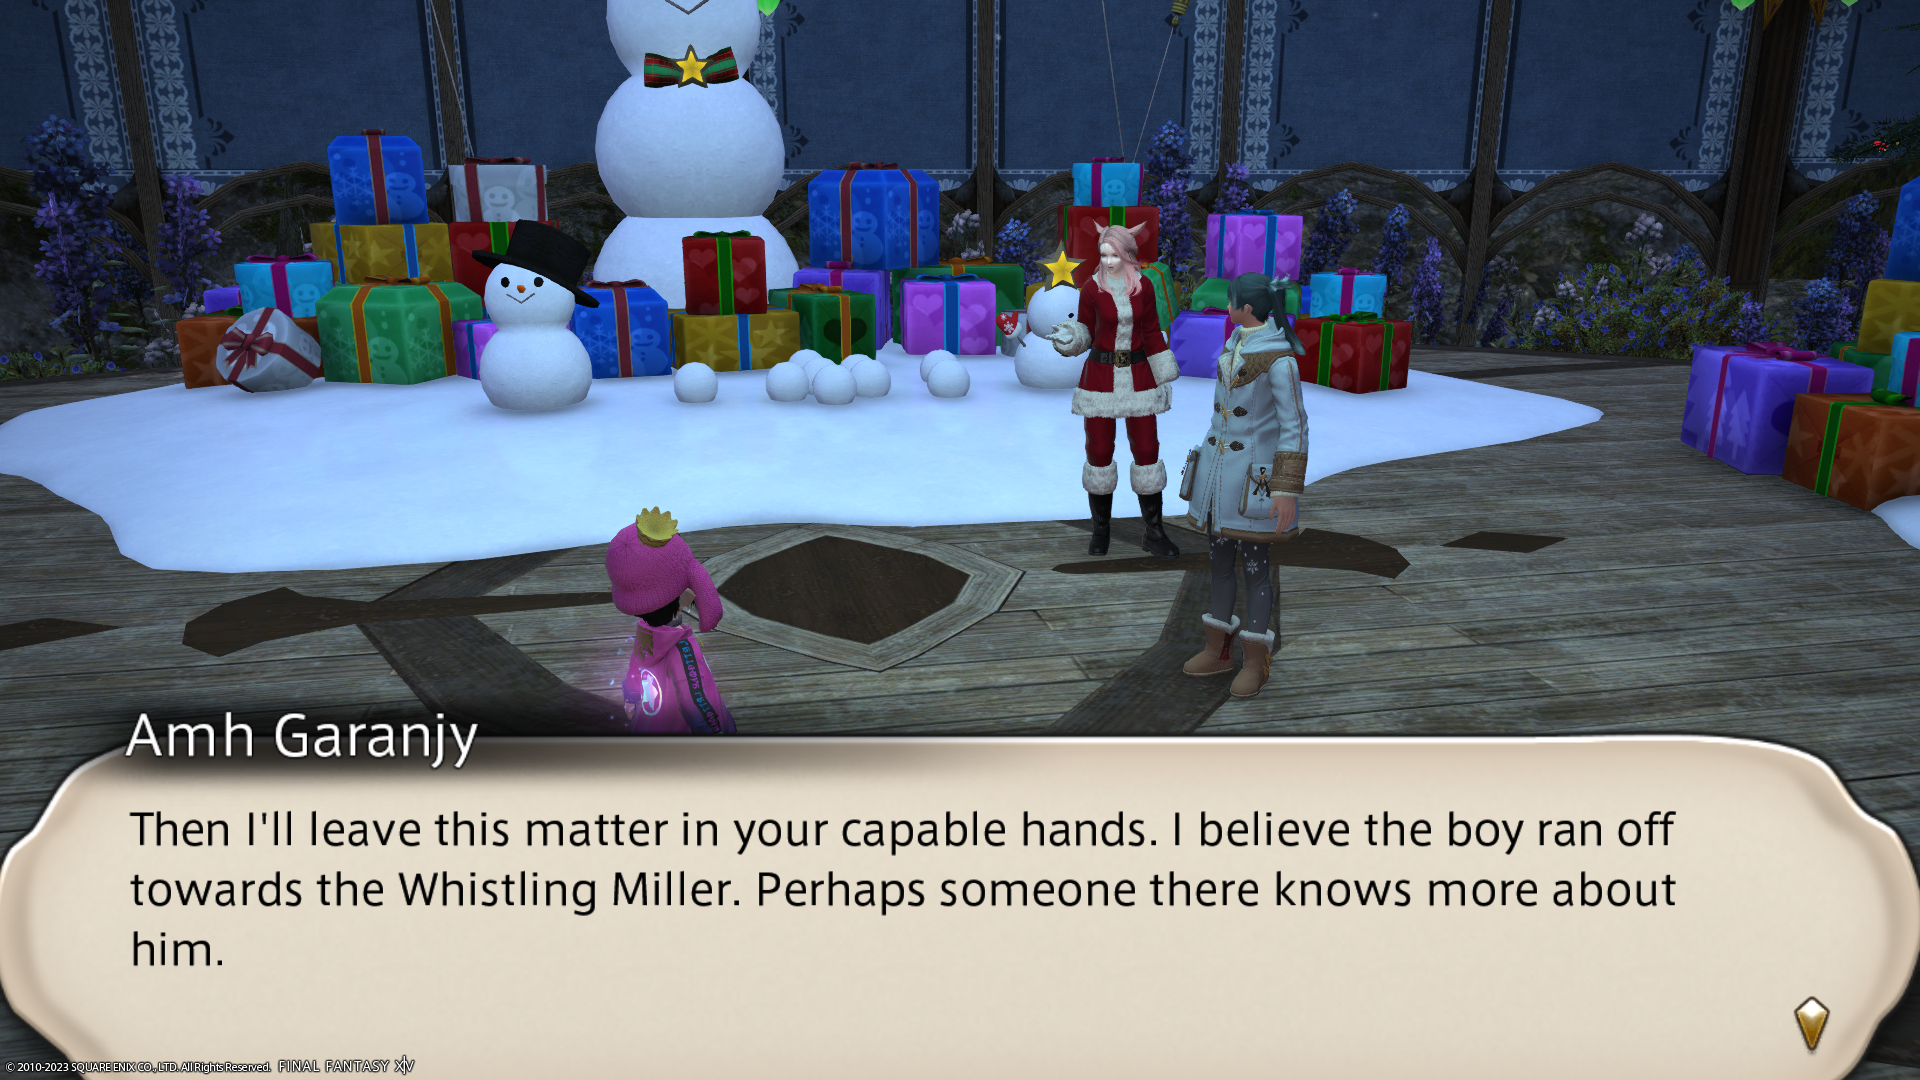 Amh Garanjy
Then I'll leave this matter in your capable hands. I believe the boy ran off
towards the Whistling Miller. Perhaps someone there knows more about
him.
© 2010-2023 SQUARE ENIX CO., LTD. All Rights Reserved. FINAL FANTASY XIV